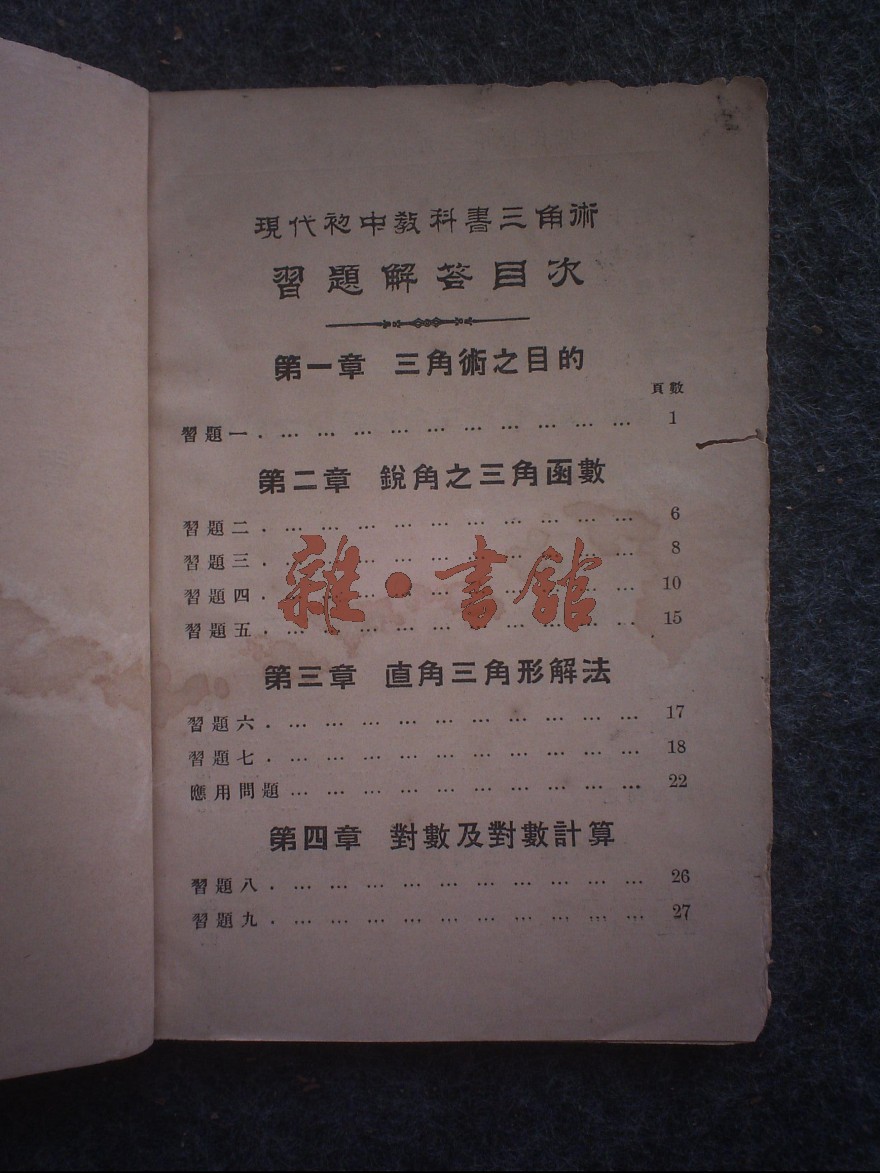 現代初中教科書三角術
習題解答目次
第一章 三角術之目的
頁數
習題一 . ... ... ... ... ... ... ... ... ... ... 1
第二章 銳角之三角函數
習題二 . ... ... ... ... ... ... ... ... ... ... 6
習題三 . ... ... ... ... ... ... ... ... ... ... 8
習題四 . ... ... ... ... ... ... ... ... ... ... 10
習題五 . ... ... ... ... ... ... ... ... ... ... 15
雜·書館
第三章 直角三角形解法
習題六 . ... ... ... ... ... ... ... ... ... ... 17
習題七 . ... ... ... ... ... ... ... ... ... ... 18
應用問題 ... ... ... ... ... ... ... ... ... ... 22
第四章 對數及對數計算
習題八 . ... ... ... ... ... ... ... ... ... ... 26
習題九 . ... ... ... ... ... ... ... ... ... ... 27